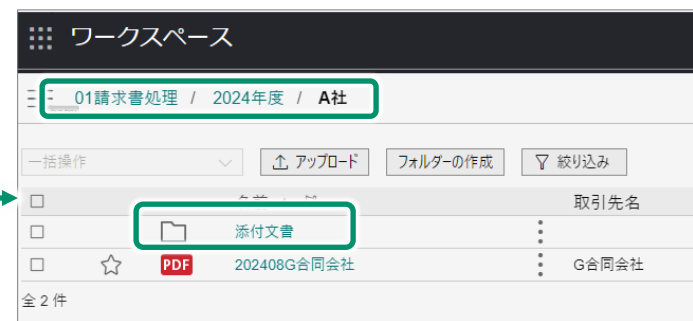 ワークスペース
01請求書処理 / 2024年度 / A社
一括操作 アップロード フォルダーの作成 絞り込み
取引先名
添付文書
PDF 202408G合同会社 G合同会社
全 2 件